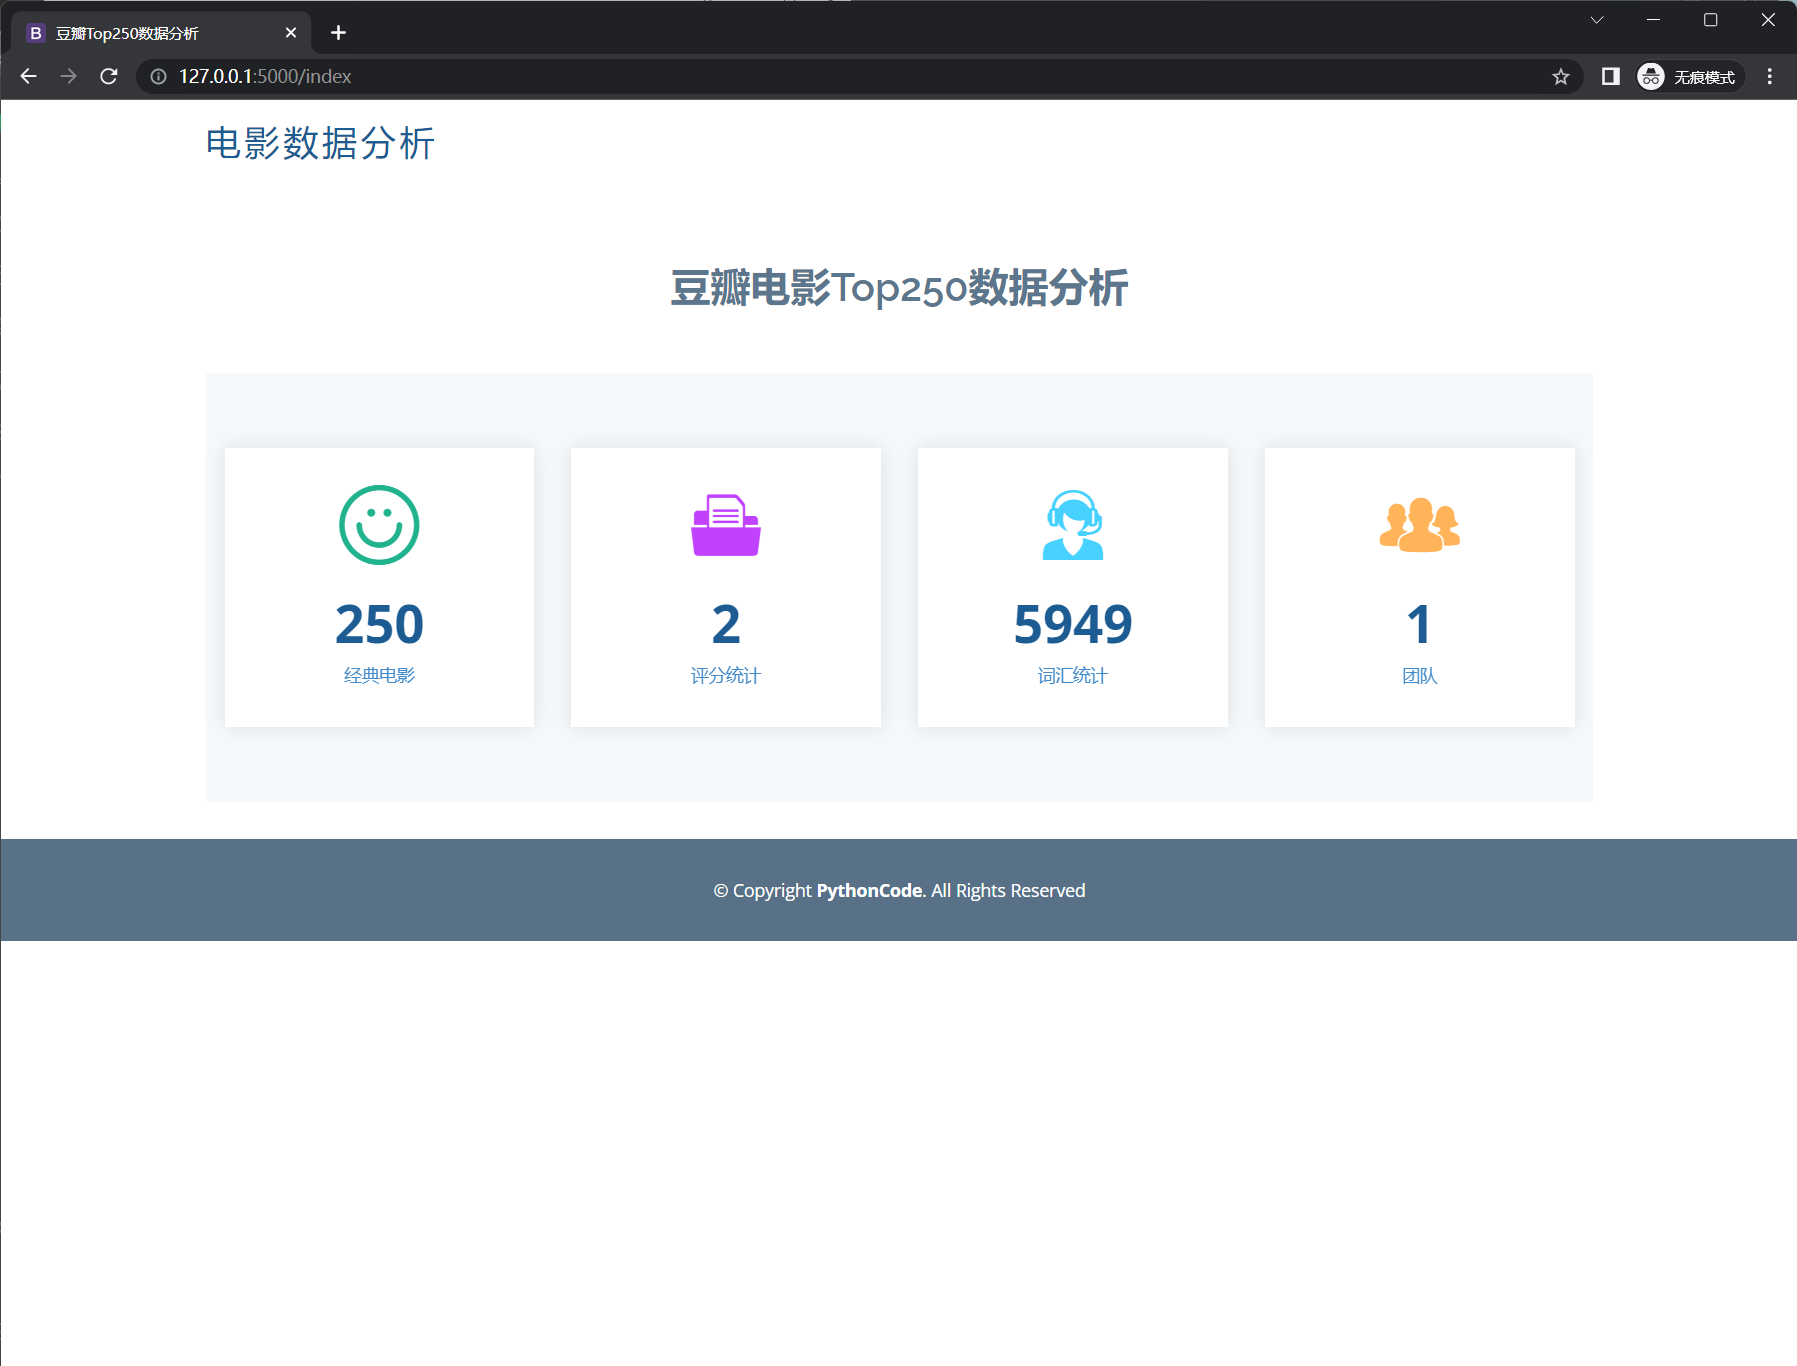 豆瓣Top250数据分析
127.0.0.1:5000/index
无痕模式
电影数据分析
豆瓣电影Top250数据分析
250
经典电影
2
评分统计
5949
词汇统计
1
团队
© Copyright PythonCode. All Rights Reserved